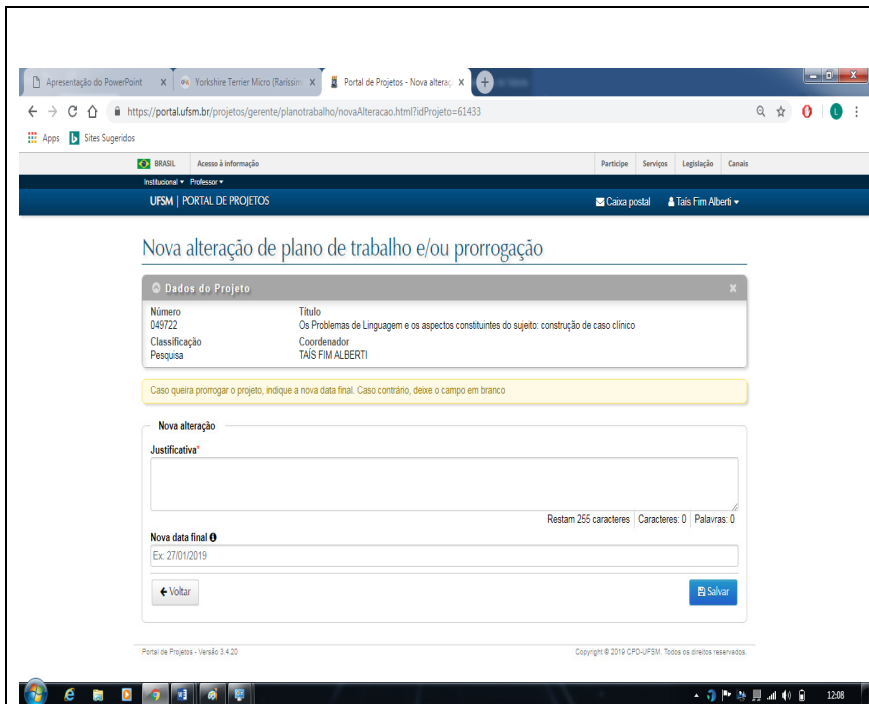 Apresentação do PowerPoint x Yorkshire Terrier Micro (Raríssim x Portal de Projetos - Nova alteraç x
https://portal.ufsm.br/projetos/gerente/planotrabalho/novaAlteracao.html?idProjeto=61433
Apps Sites Sugeridos
BRASIL Acesso à informação Participe Serviços Legislação Canais
Institucional Professor
UFSM | PORTAL DE PROJETOS Caixa postal Taís Fim Alberti
Nova alteração de plano de trabalho e/ou prorrogação
Dados do Projeto x
Número Título
049722 Os Problemas de Linguagem e os aspectos constituintes do sujeito: construção de caso clínico
Classificação Coordenador
Pesquisa TAÍS FIM ALBERTI
Caso queira prorrogar o projeto, indique a nova data final. Caso contrário, deixe o campo em branco
Nova alteração
Justificativa*
Restam 255 caracteres Caracteres: 0 Palavras: 0
Nova data final
Ex: 27/01/2019
Voltar Salvar
Portal de Projetos - Versão 3.4.20 Copyright © 2019 CPD-UFSM. Todos os direitos reservados.
12:08